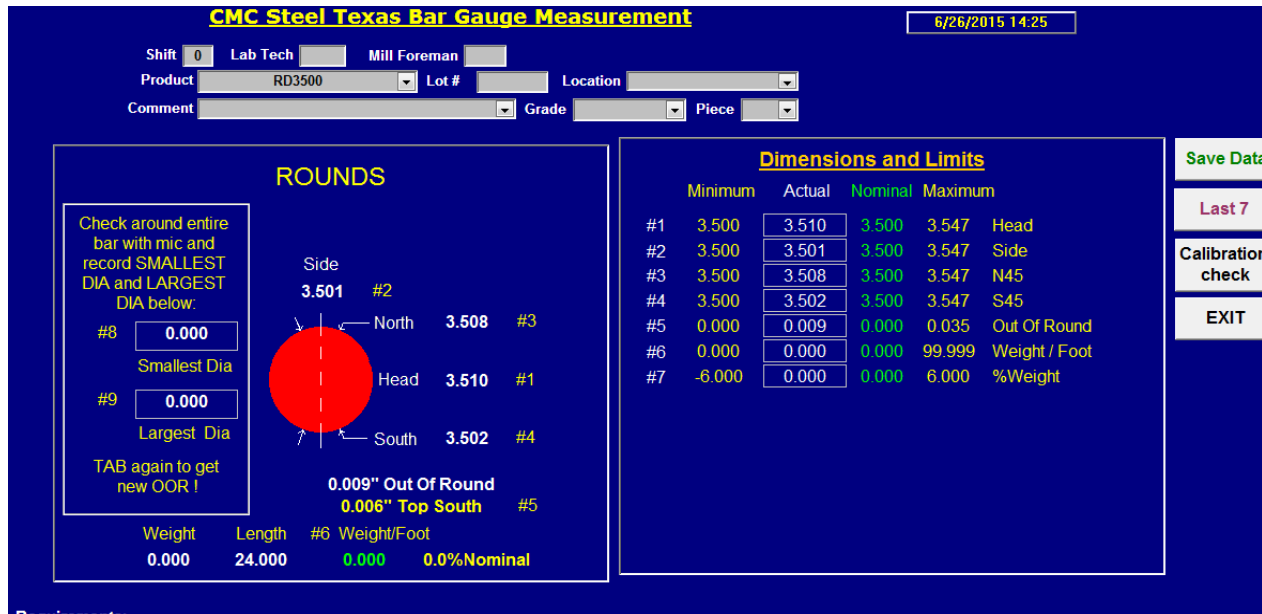 CMC Steel Texas Bar Gauge Measurement
6/26/2015 14:25
Shift 0 Lab Tech Mill Foreman
Product RD3500 Lot # Location
Comment Grade Piece
ROUNDS
Check around entire
bar with mic and
record SMALLEST
DIA and LARGEST
DIA below:
#8 0.000
Smallest Dia
#9 0.000
Largest Dia
TAB again to get
new OOR !
Side
3.501 #2
North 3.508 #3
Head 3.510 #1
South 3.502 #4
0.009" Out Of Round
0.006" Top South #5
Weight Length #6 Weight/Foot
0.000 24.000 0.000 0.0%Nominal
Dimensions and Limits
Minimum Actual Nominal Maximum
#1 3.500 3.510 3.500 3.547 Head
#2 3.500 3.501 3.500 3.547 Side
#3 3.500 3.508 3.500 3.547 N45
#4 3.500 3.502 3.500 3.547 S45
#5 0.000 0.009 0.000 0.035 Out Of Round
#6 0.000 0.000 0.000 99.999 Weight / Foot
#7 -6.000 0.000 0.000 6.000 %Weight
Save Data
Last 7
Calibration
check
EXIT